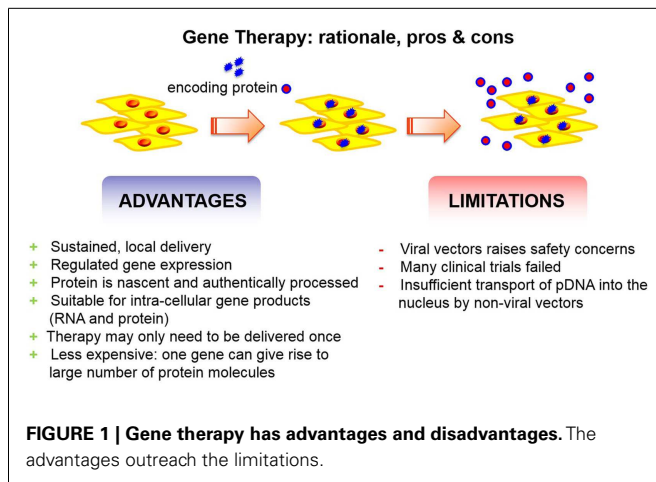 Gene Therapy: rationale, pros & cons
encoding protein
ADVANTAGES
+ Sustained, local delivery
+ Regulated gene expression
+ Protein is nascent and authentically processed
+ Suitable for intra-cellular gene products
(RNA and protein)
+ Therapy may only need to be delivered once
+ Less expensive: one gene can give rise to
large number of protein molecules
LIMITATIONS
- Viral vectors raises safety concerns
- Many clinical trials failed
- Insufficient transport of pDNA into the
nucleus by non-viral vectors
FIGURE 1 | Gene therapy has advantages and disadvantages. The
advantages outreach the limitations.